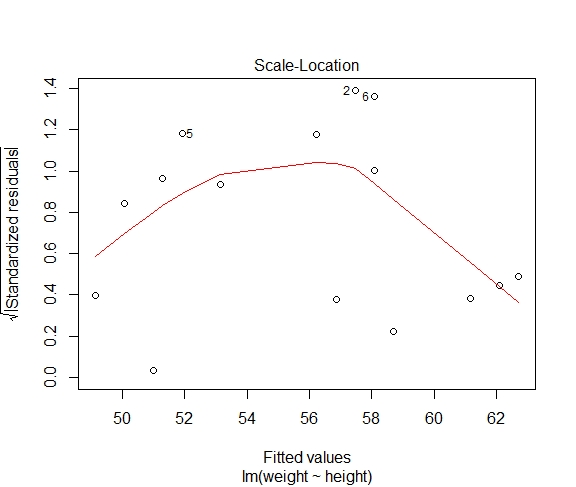 Scale-Location
√|Standardized residuals|
1.4
1.2
1.0
0.8
0.6
0.4
0.2
0.0
2
6
5
50 52 54 56 58 60 62
Fitted values
lm(weight ~ height)